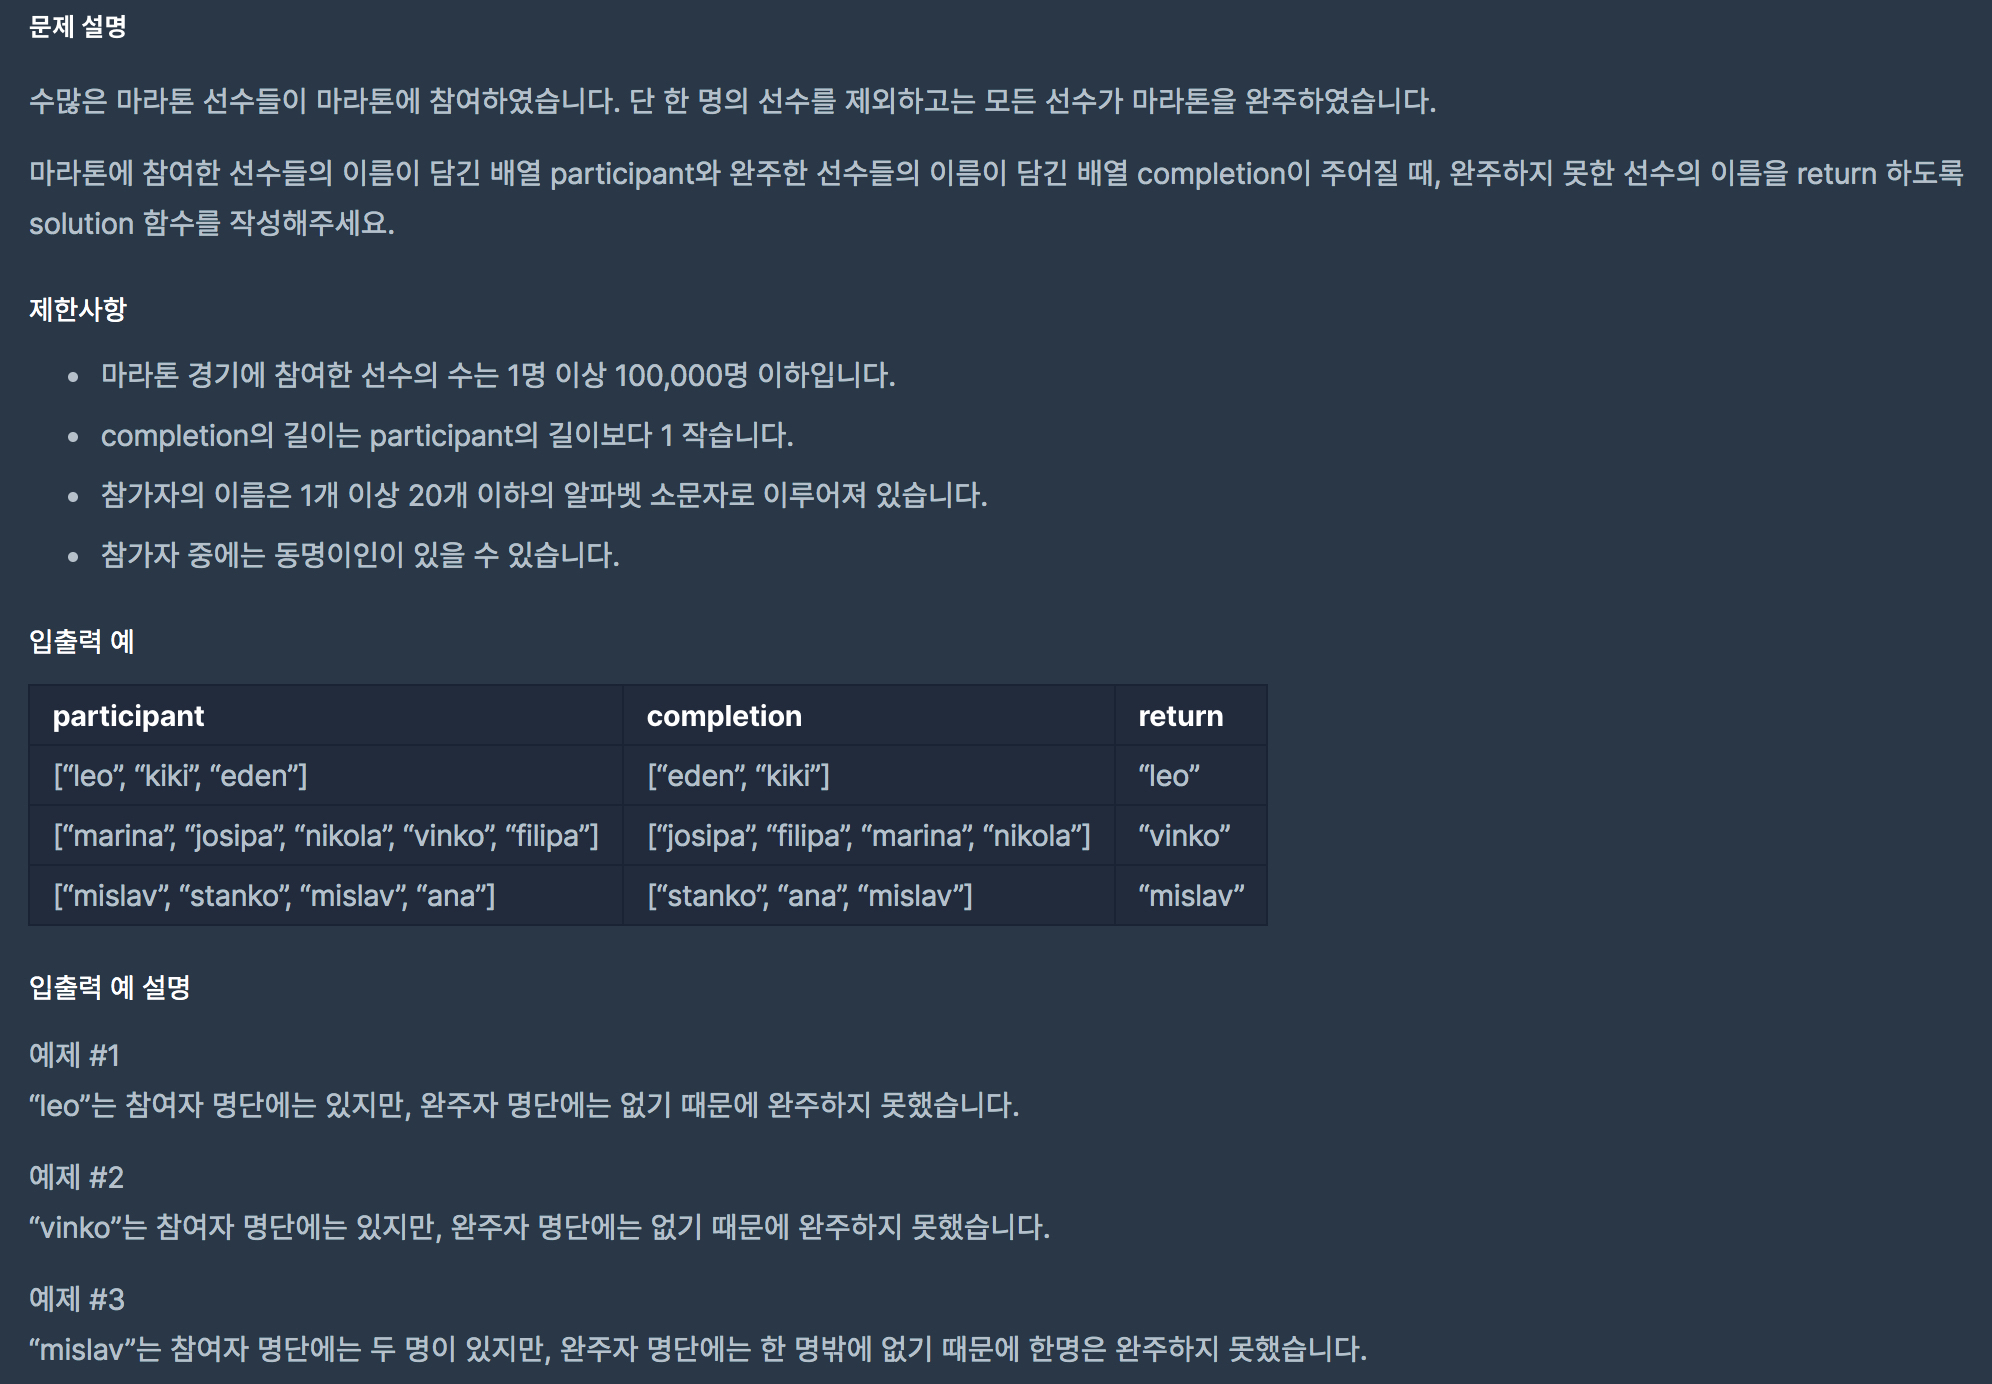 문제 설명
수많은 마라톤 선수들이 마라톤에 참여하였습니다. 단 한 명의 선수를 제외하고는 모든 선수가 마라톤을 완주하였습니다.
마라톤에 참여한 선수들의 이름이 담긴 배열 participant와 완주한 선수들의 이름이 담긴 배열 completion이 주어질 때, 완주하지 못한 선수의 이름을 return 하도록
solution 함수를 작성해주세요.
제한사항
• 마라톤 경기에 참여한 선수의 수는 1명 이상 100,000명 이하입니다.
• completion의 길이는 participant의 길이보다 1 작습니다.
• 참가자의 이름은 1개 이상 20개 이하의 알파벳 소문자로 이루어져 있습니다.
• 참가자 중에는 동명이인이 있을 수 있습니다.
입출력 예
participant completion return
[“leo”, “kiki”, “eden”] [“eden”, “kiki”] “leo”
[“marina”, “josipa”, “nikola”, “vinko”, “filipa”] [“josipa”, “filipa”, “marina”, “nikola”] “vinko”
[“mislav”, “stanko”, “mislav”, “ana”] [“stanko”, “ana”, “mislav”] “mislav”
입출력 예 설명
예제 #1
“leo”는 참여자 명단에는 있지만, 완주자 명단에는 없기 때문에 완주하지 못했습니다.
예제 #2
“vinko”는 참여자 명단에는 있지만, 완주자 명단에는 없기 때문에 완주하지 못했습니다.
예제 #3
“mislav”는 참여자 명단에는 두 명이 있지만, 완주자 명단에는 한 명밖에 없기 때문에 한명은 완주하지 못했습니다.